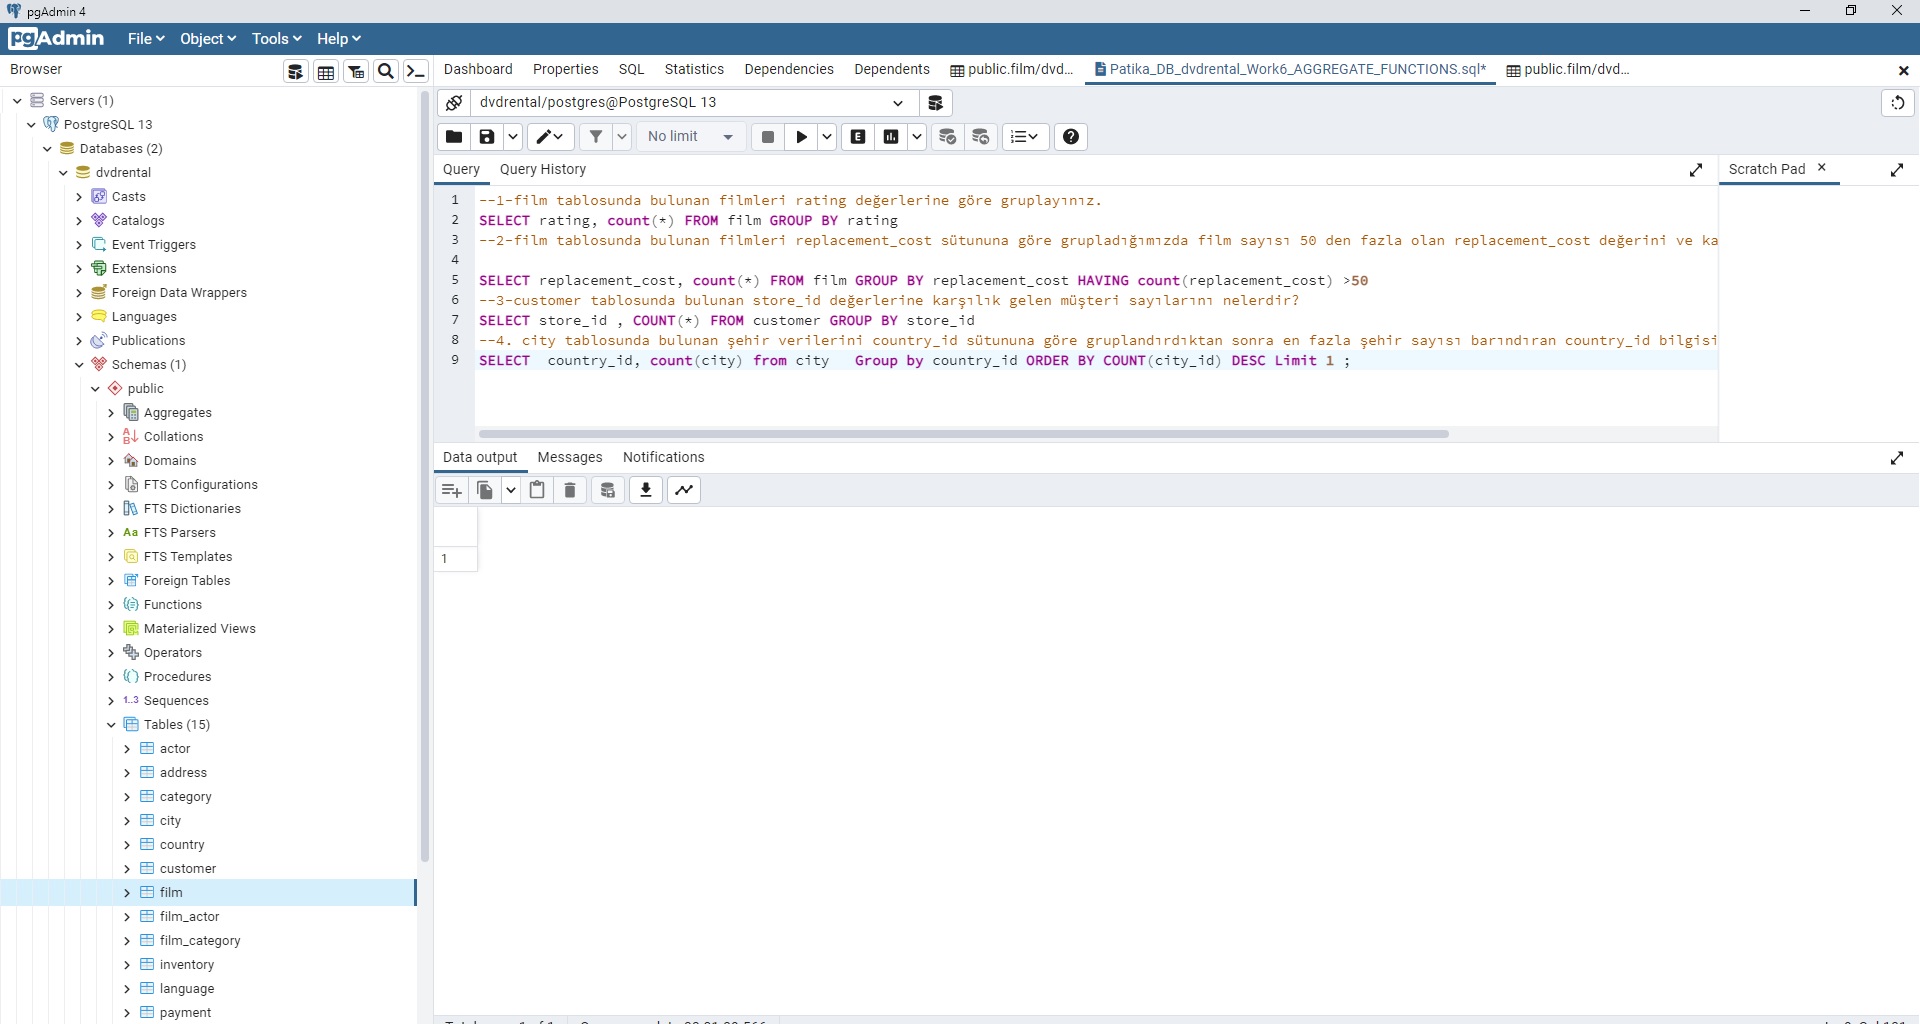 pgAdmin 4
pgAdmin File Object Tools Help
Browser
Dashboard Properties SQL Statistics Dependencies Dependents public.film/dvd... Patika_DB_dvdrental_Work6_AGGREGATE_FUNCTIONS.sql* public.film/dvd...
Servers (1)
PostgreSQL 13
Databases (2)
dvdrental
Casts
Catalogs
Event Triggers
Extensions
Foreign Data Wrappers
Languages
Publications
Schemas (1)
public
Aggregates
Collations
Domains
FTS Configurations
FTS Dictionaries
Aa FTS Parsers
FTS Templates
Foreign Tables
Functions
Materialized Views
Operators
Procedures
1..3 Sequences
Tables (15)
actor
address
category
city
country
customer
film
film_actor
film_category
inventory
language
payment
dvdrental/postgres@PostgreSQL 13
No limit
E
Query Query History
Scratch Pad
1 --1-film tablosunda bulunan filmleri rating değerlerine göre gruplayınız.
2 SELECT rating, count(*) FROM film GROUP BY rating
3 --2-film tablosunda bulunan filmleri replacement_cost sütununa göre grupladığımızda film sayısı 50 den fazla olan replacement_cost değerini ve ka
4
5 SELECT replacement_cost, count(*) FROM film GROUP BY replacement_cost HAVING count(replacement_cost) >50
6 --3-customer tablosunda bulunan store_id değerlerine karşılık gelen müşteri sayılarını nelerdir?
7 SELECT store_id , COUNT(*) FROM customer GROUP BY store_id
8 --4. city tablosunda bulunan şehir verilerini country_id sütununa göre gruplandırdıktan sonra en fazla şehir sayısı barındıran country_id bilgisi
9 SELECT  country_id, count(city) from city   Group by country_id ORDER BY COUNT(city_id) DESC Limit 1 ;
Data output Messages Notifications
1